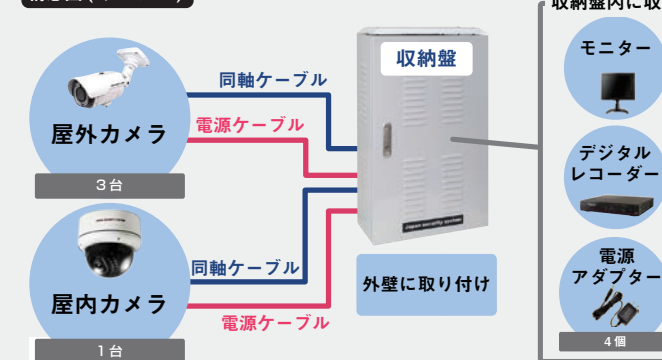 収納盤内に収
収納盤
同軸ケーブル
電源ケーブル
屋外カメラ
3台
同軸ケーブル
電源ケーブル
屋内カメラ
1台
Japan security system
外壁に取り付け
モニター
デジタル
レコーダー
電源
アダプター
4個